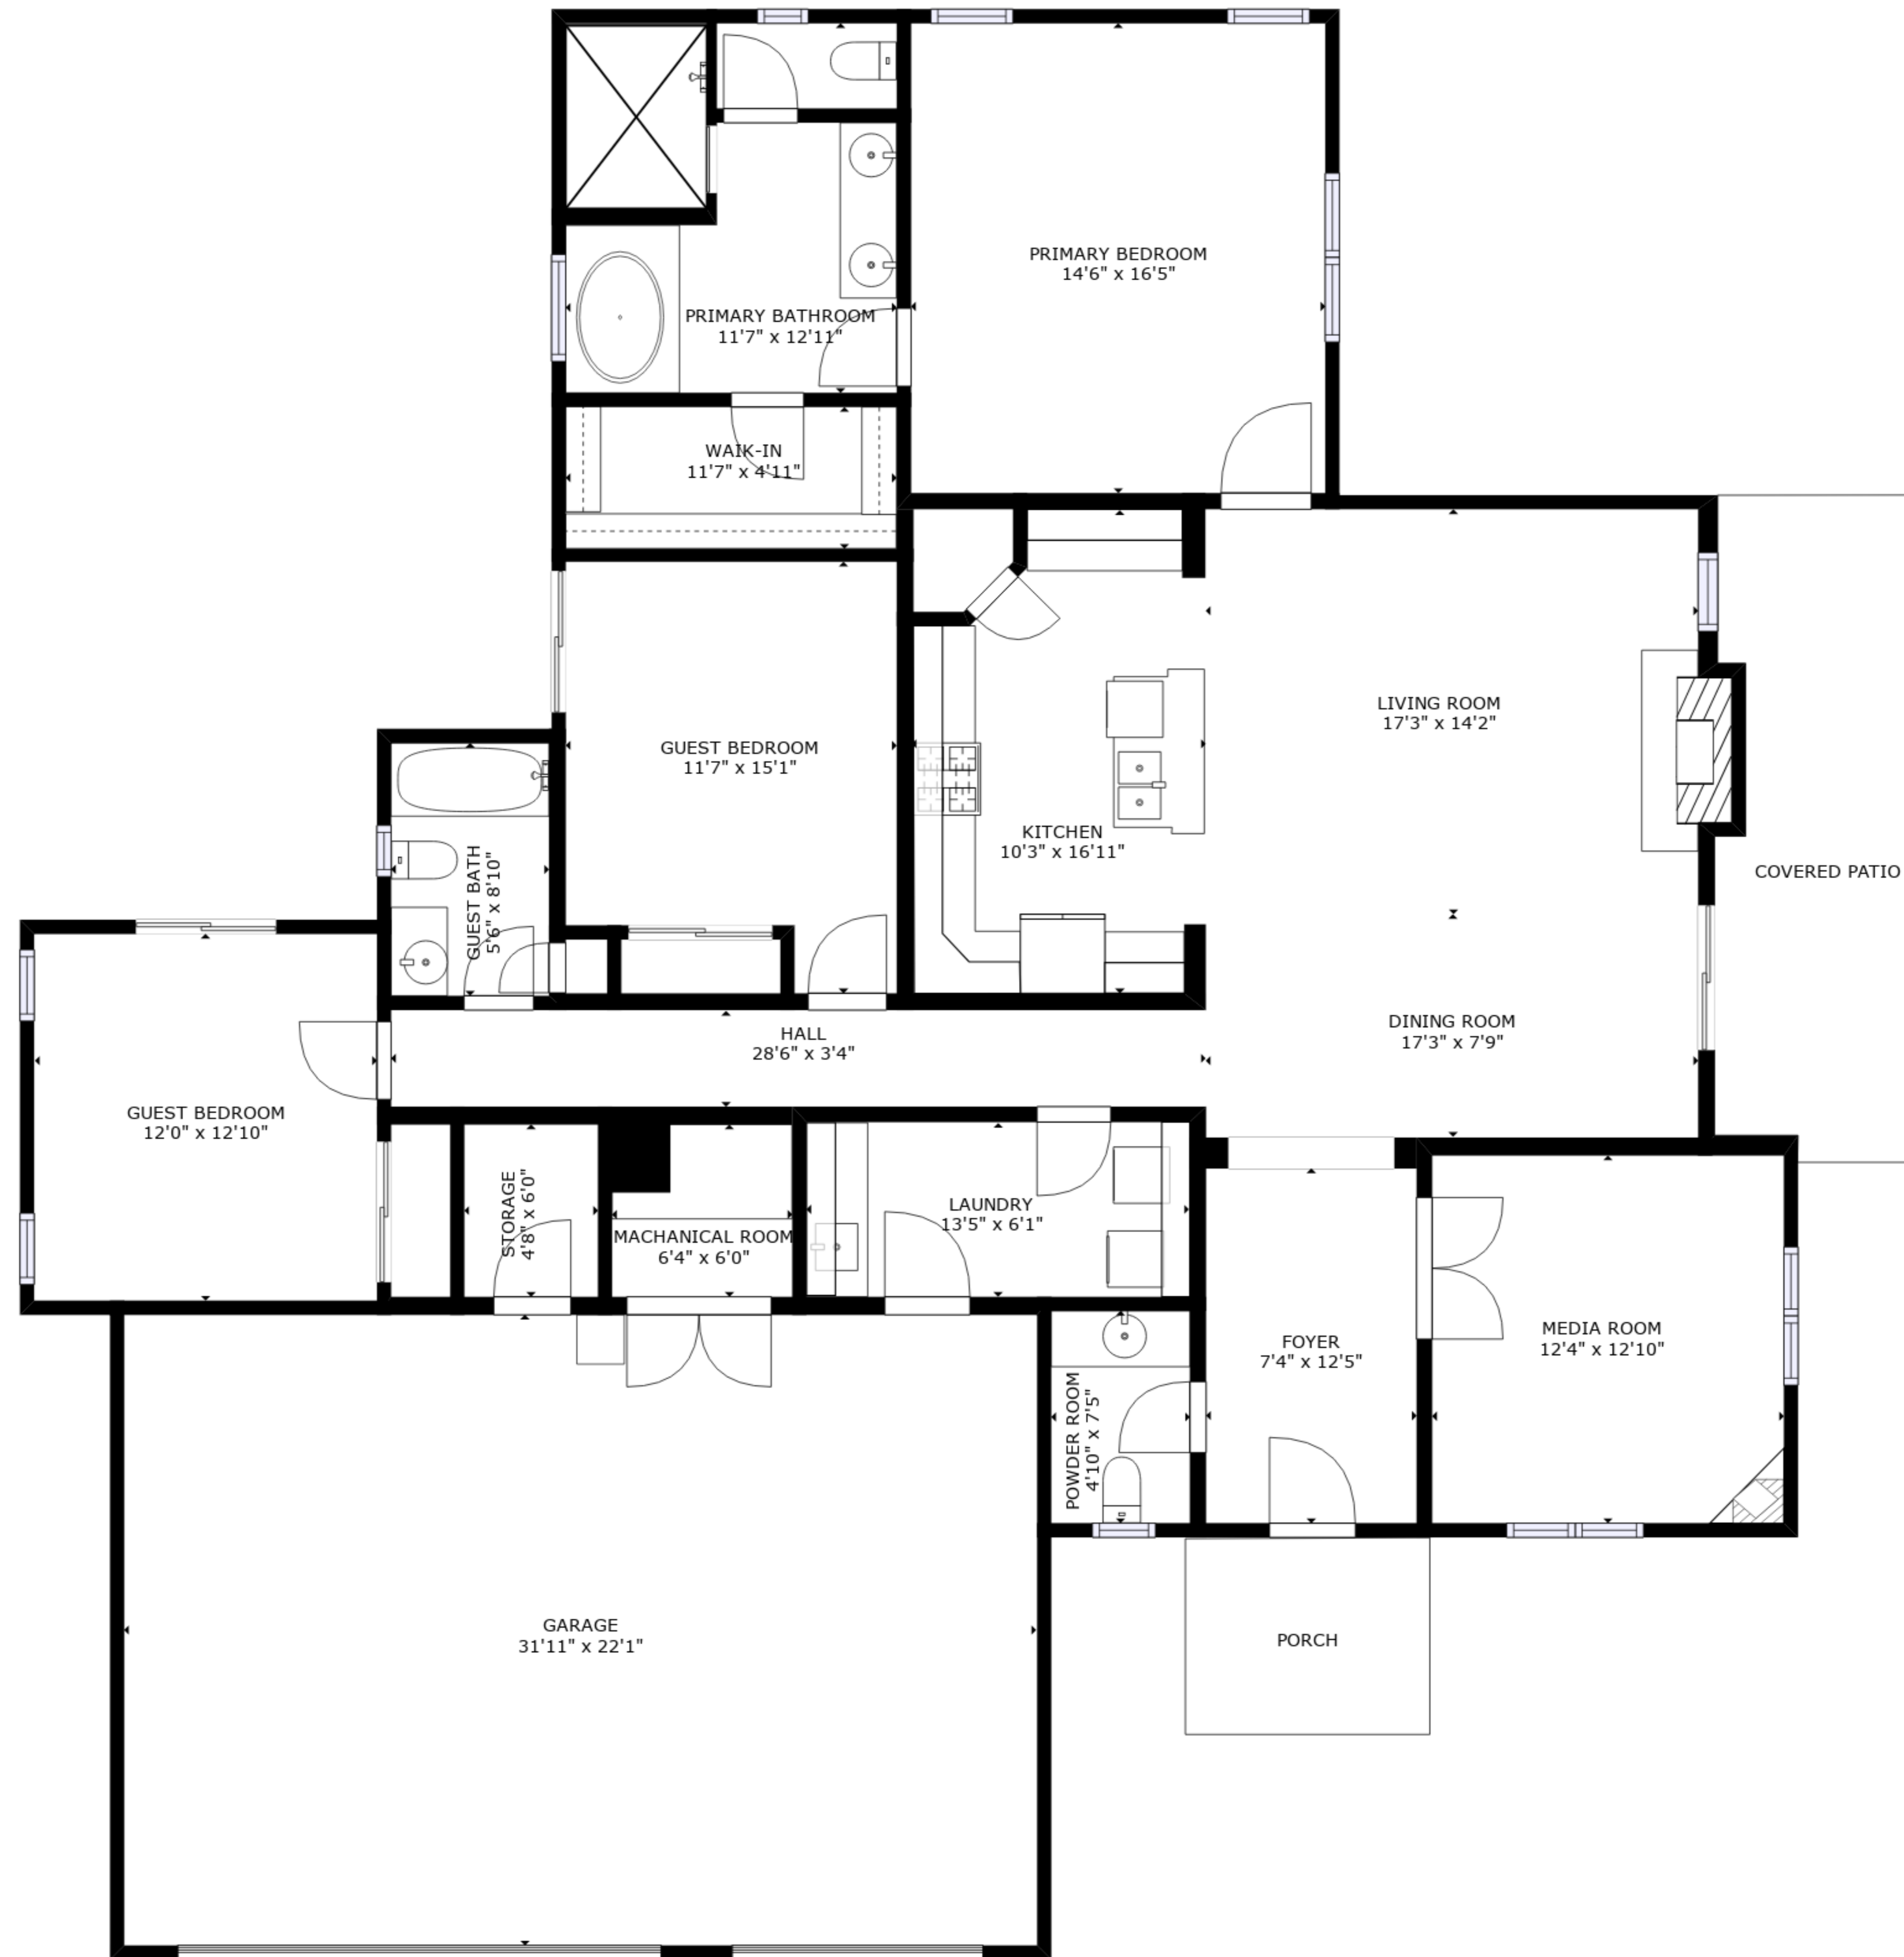 PRIMARY BEDROOM
14'6" x 16'5"
PRIMARY BATHROOM
11'7" x 12'11"
WAIK-IN
11'7" x 4'11"
LIVING ROOM
17'3" x 14'2"
GUEST BEDROOM
11'7" x 15'1"
KITCHEN
10'3" x 16'11"
COVERED PATIO
GUEST BATH
5'6" x 8'10"
DINING ROOM
17'3" x 7'9"
HALL
28'6" x 3'4"
GUEST BEDROOM
12'0" x 12'10"
STORAGE
4'8" x 6'0"
MACHANICAL ROOM
6'4" x 6'0"
LAUNDRY
13'5" x 6'1"
FOYER
7'4" x 12'5"
MEDIA ROOM
12'4" x 12'10"
POWDER ROOM
4'10" x 7'5"
GARAGE
31'11" x 22'1"
PORCH